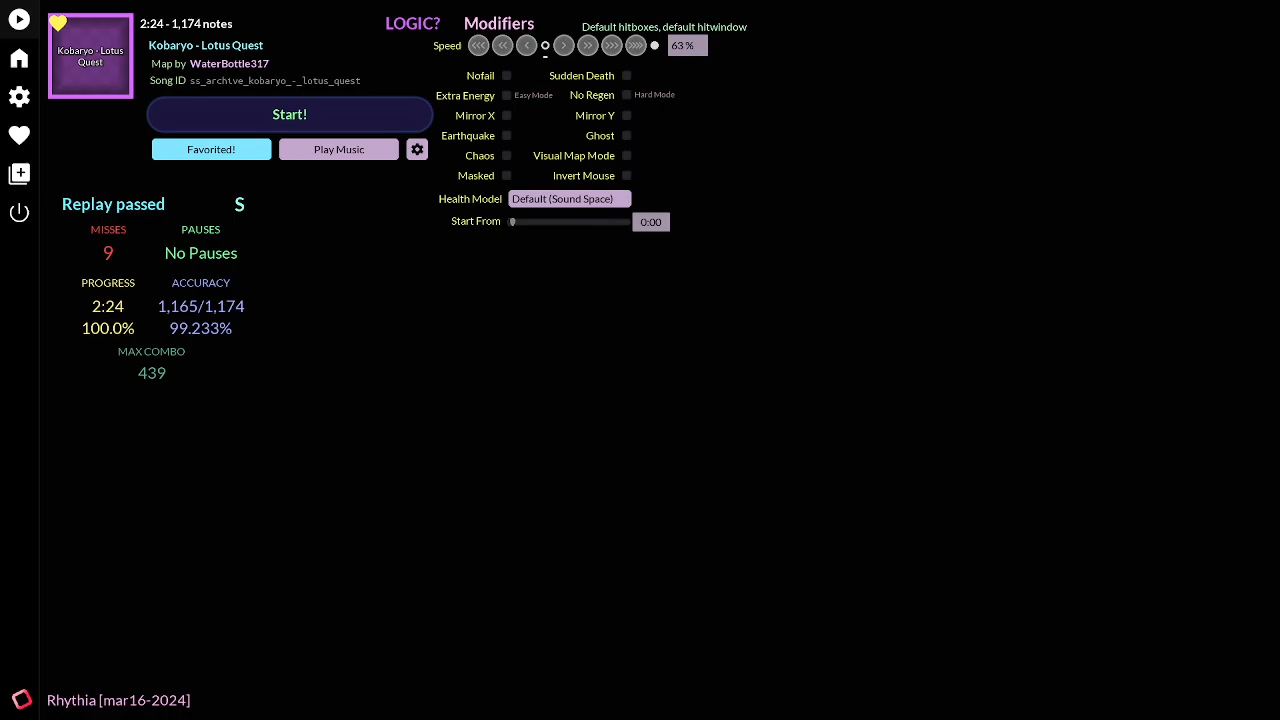 2:24 - 1,174 notes
LOGIC?
Kobaryo - Lotus Quest
Kobaryo - Lotus Quest
Map by WaterBottle317
Song ID ss_archive_kobaryo_-_lotus_quest
Start!
Favorited!
Play Music
Modifiers
Default hitboxes, default hitwindow
Speed 63 %
Nofail
Sudden Death
Extra Energy Easy Mode
No Regen Hard Mode
Mirror X
Mirror Y
Earthquake
Ghost
Chaos
Visual Map Mode
Masked
Invert Mouse
Health Model Default (Sound Space)
Start From 0:00
Replay passed S
MISSES
9
PAUSES
No Pauses
PROGRESS
2:24
100.0%
ACCURACY
1,165/1,174
99.233%
MAX COMBO
439
Rhythia [mar16-2024]